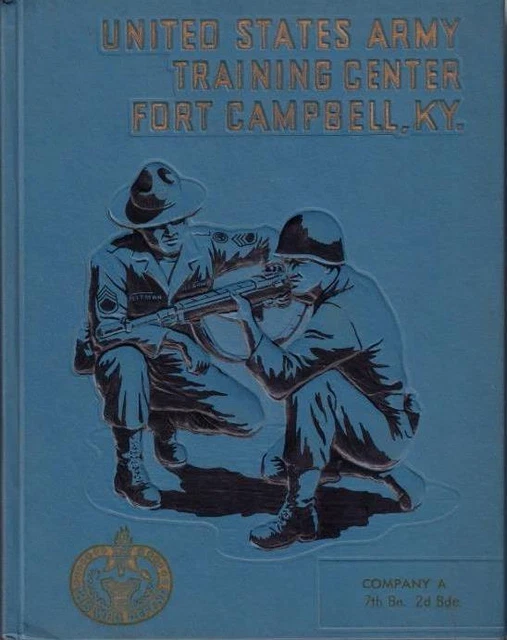 UNITED STATES ARMY
TRAINING CENTER
FORT CAMPBELL, KY.
COMPANY A
7th Bn. 2d Bde